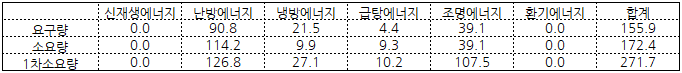 신재생에너지 난방에너지 냉방에너지 급탕에너지 조명에너지 환기에너지 합계
요구량 0.0 90.8 21.5 4.4 39.1 0.0 155.9
소요량 0.0 114.2 9.9 9.3 39.1 0.0 172.4
1차소요량 0.0 126.8 27.1 10.2 107.5 0.0 271.7